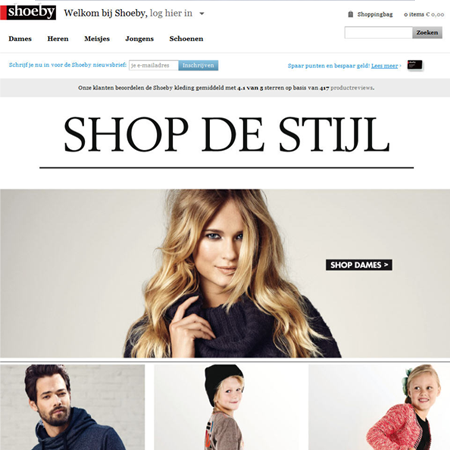 shoeby Welkom bij Shoeby, log hier in
Shoppingbag 0 items € 0,00
Dames Heren Meisjes Jongens Schoenen
Zoeken
Schrijf je nu in voor de Shoeby nieuwsbrief: je e-mailadres Inschrijven
Spaar punten en bespaar geld! Lees meer ›
Onze klanten beoordelen de Shoeby kleding gemiddeld met 4.1 van 5 sterren op basis van 417 productreviews.
SHOP DE STIJL
SHOP DAMES >